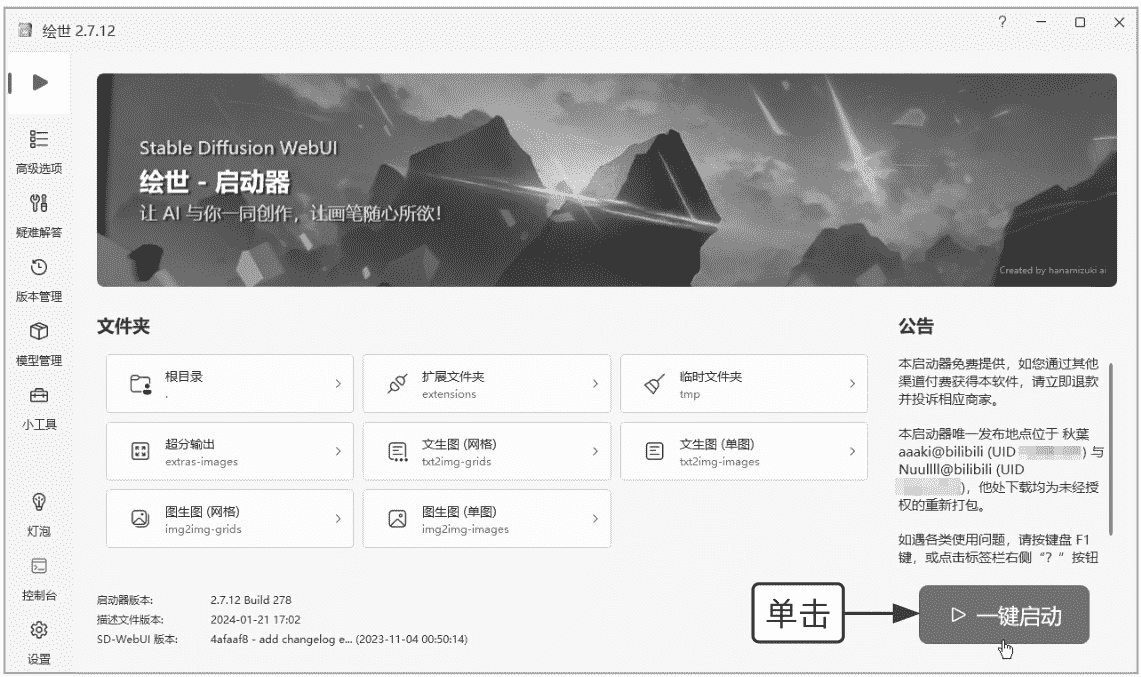 绘世 2.7.12
?
高级选项
疑难解答
版本管理
模型管理
小工具
灯泡
控制台
设置
Stable Diffusion WebUI
绘世 - 启动器
让 AI 与你一同创作，让画笔随心所欲！
Created by hanamizuki ai
文件夹
根目录
.
扩展文件夹
extensions
临时文件夹
tmp
超分输出
extras-images
文生图 (网格)
txt2img-grids
文生图 (单图)
txt2img-images
图生图 (网格)
img2img-grids
图生图 (单图)
img2img-images
公告
本启动器免费提供，如您通过其他
渠道付费获得本软件，请立即退款
并投诉相应商家。
本启动器唯一发布地点位于 秋葉
aaaki@bilibili (UID ) 与
Nuullll@bilibili (UID
)，他处下载均为未经授
权的重新打包。
如遇各类使用问题，请按键盘 F1
键，或点击标签栏右侧“？”按钮
启动器版本: 2.7.12 Build 278
描述文件版本: 2024-01-21 17:02
SD-WebUI 版本: 4afaaf8 - add changelog e... (2023-11-04 00:50:14)
单击
一键启动